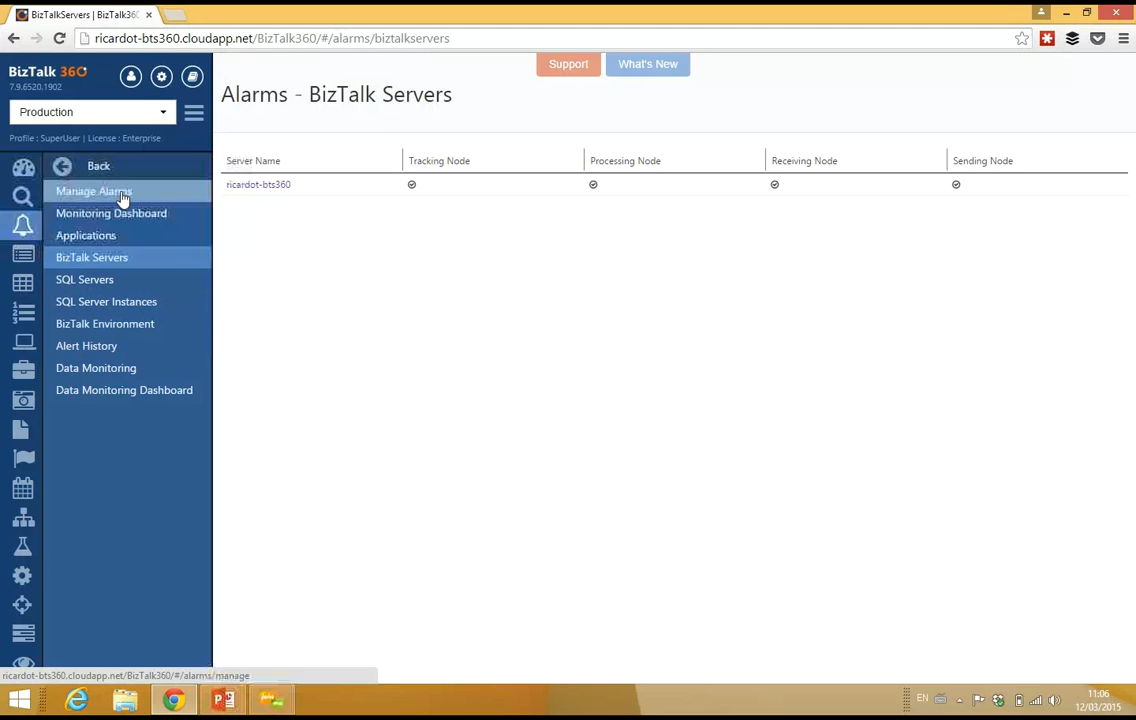 BizTalkServers | BizTalk36
ricardot-bts360.cloudapp.net/BizTalk360/#/alarms/biztalkservers
BizTalk 360
7.9.6520.1902
Production
Profile : SuperUser | License : Enterprise
Back
Manage Alarms
Monitoring Dashboard
Applications
BizTalk Servers
SQL Servers
SQL Server Instances
BizTalk Environment
Alert History
Data Monitoring
Data Monitoring Dashboard
Support
What's New
Alarms - BizTalk Servers
Server Name Tracking Node Processing Node Receiving Node Sending Node
ricardot-bts360
ricardot-bts360.cloudapp.net/BizTalk360/#/alarms/manage
EN
11:06
12/03/2015